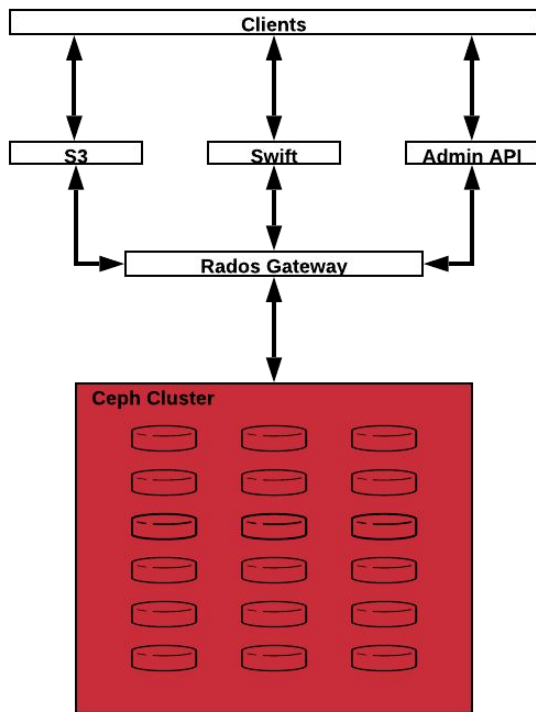 Clients
S3
Swift
Admin API
Rados Gateway
Ceph Cluster